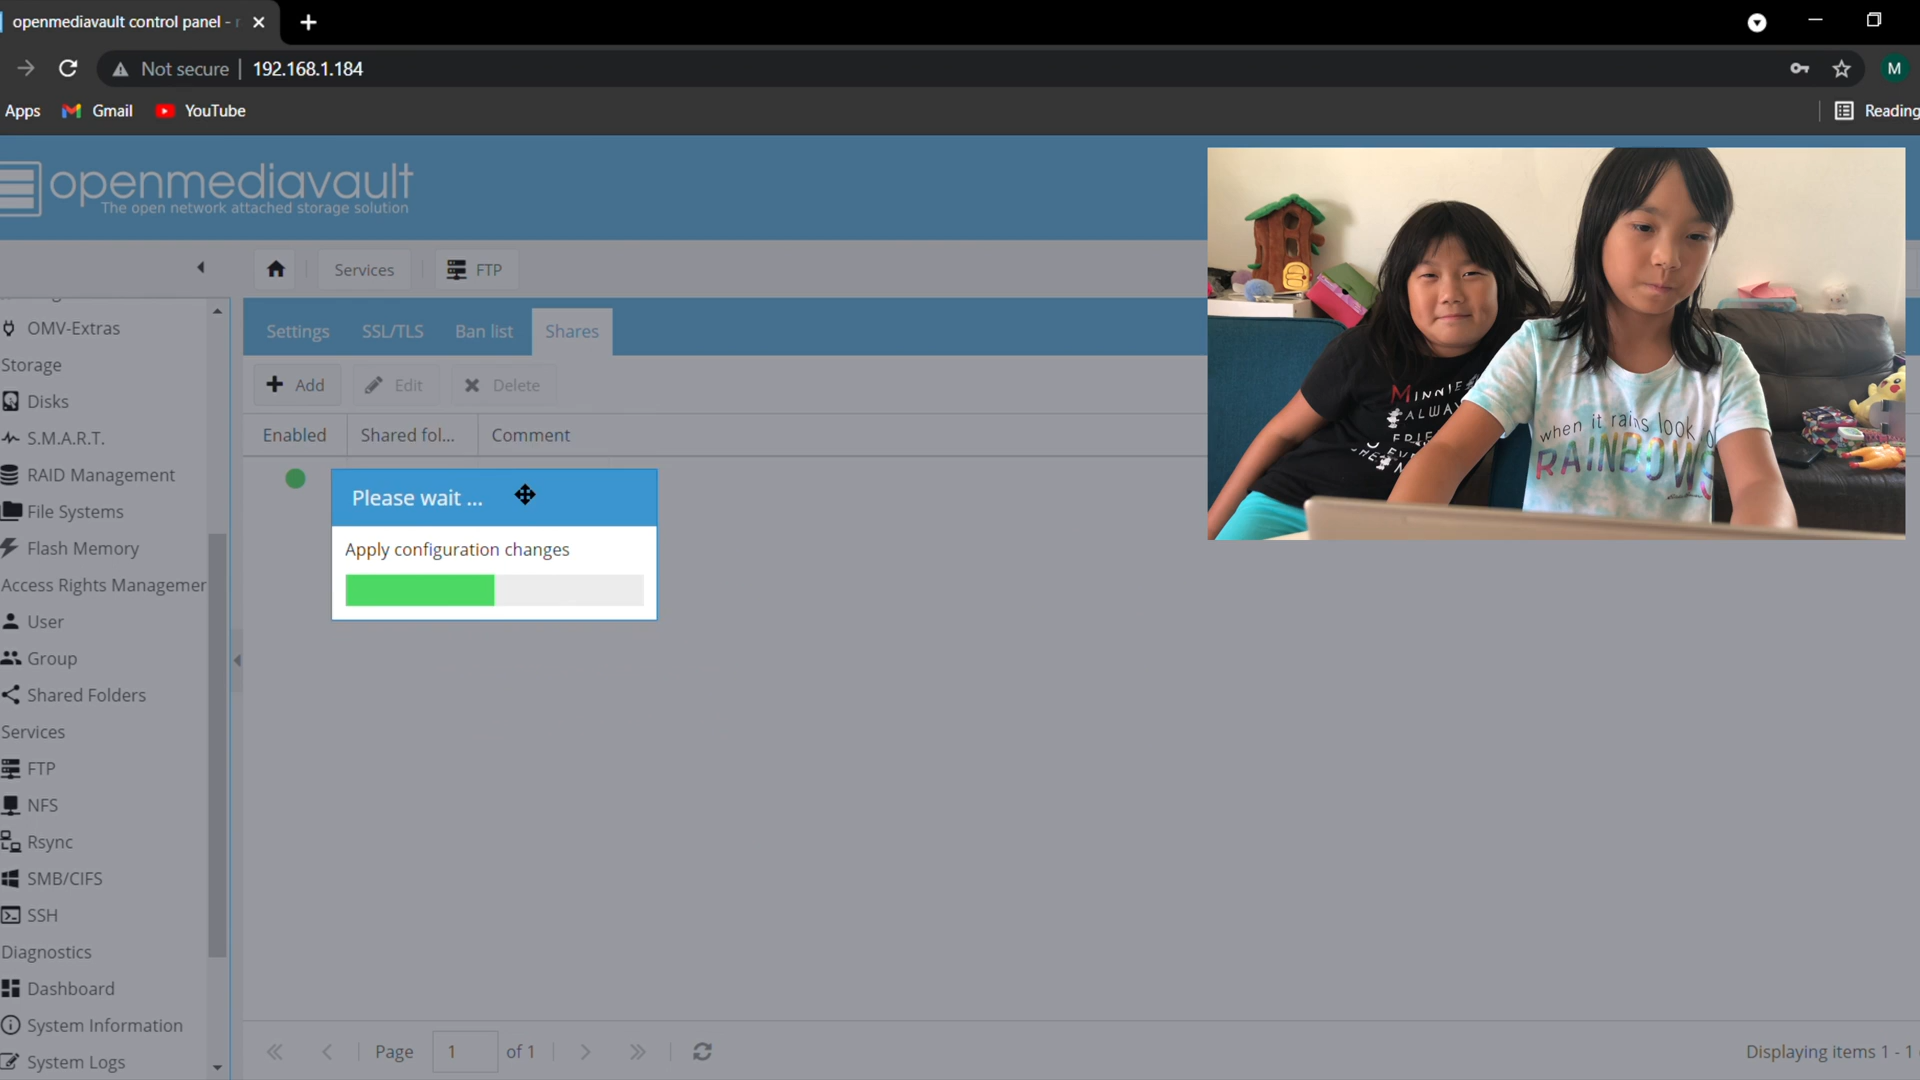 openmediavault control panel -
Not secure
192.168.1.184
M
Apps
Gmail
YouTube
Reading
openmediavault
The open network attached storage solution
Services
FTP
Settings
SSL/TLS
Ban list
Shares
Add
Edit
Delete
Enabled
Shared fol...
Comment
OMV-Extras
Storage
Disks
S.M.A.R.T.
RAID Management
File Systems
Flash Memory
Access Rights Managemer
User
Group
Shared Folders
Services
FTP
NFS
Rsync
SMB/CIFS
SSH
Diagnostics
Dashboard
System Information
System Logs
Please wait ...
Apply configuration changes
MINNIE
when it rains look
RAINBOWS
Page
1
of 1
Displaying items 1 - 1